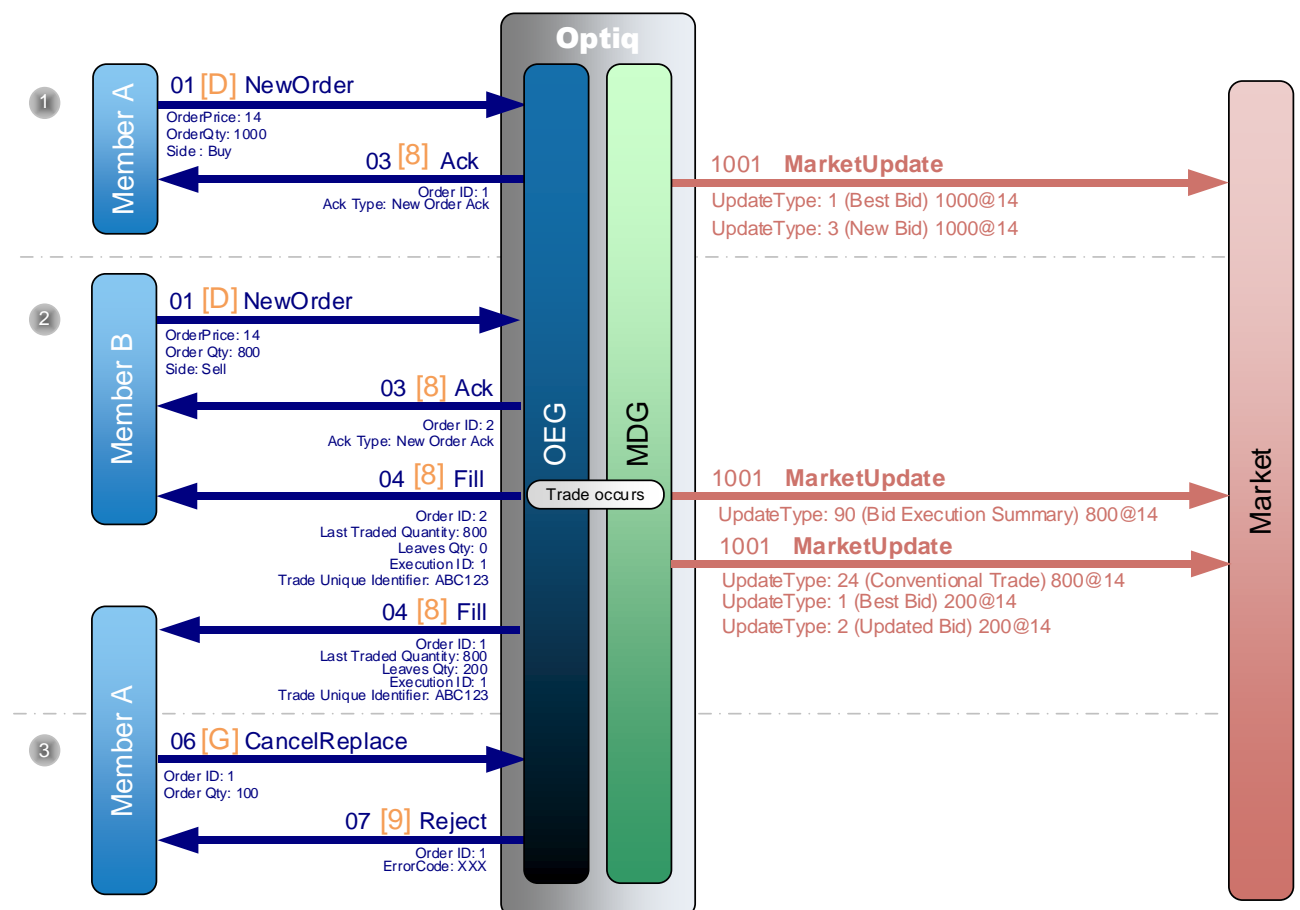 Optiq
1
Member A
01 [D] NewOrder
OrderPrice: 14
OrderQty: 1000
Side : Buy
03 [8] Ack
Order ID: 1
Ack Type: New Order Ack
1001 MarketUpdate
UpdateType: 1 (Best Bid) 1000@14
UpdateType: 3 (New Bid) 1000@14
2
Member B
01 [D] NewOrder
OrderPrice: 14
Order Qty: 800
Side: Sell
03 [8] Ack
Order ID: 2
Ack Type: New Order Ack
OEG
MDG
Market
04 [8] Fill
Trade occurs
Order ID: 2
Last Traded Quantity: 800
Leaves Qty: 0
Execution ID: 1
Trade Unique Identifier: ABC123
1001 MarketUpdate
UpdateType: 90 (Bid Execution Summary) 800@14
1001 MarketUpdate
UpdateType: 24 (Conventional Trade) 800@14
UpdateType: 1 (Best Bid) 200@14
UpdateType: 2 (Updated Bid) 200@14
Member A
04 [8] Fill
Order ID: 1
Last Traded Quantity: 800
Leaves Qty: 200
Execution ID: 1
Trade Unique Identifier: ABC123
3
06 [G] CancelReplace
Order ID: 1
Order Qty: 100
07 [9] Reject
Order ID: 1
ErrorCode: XXX